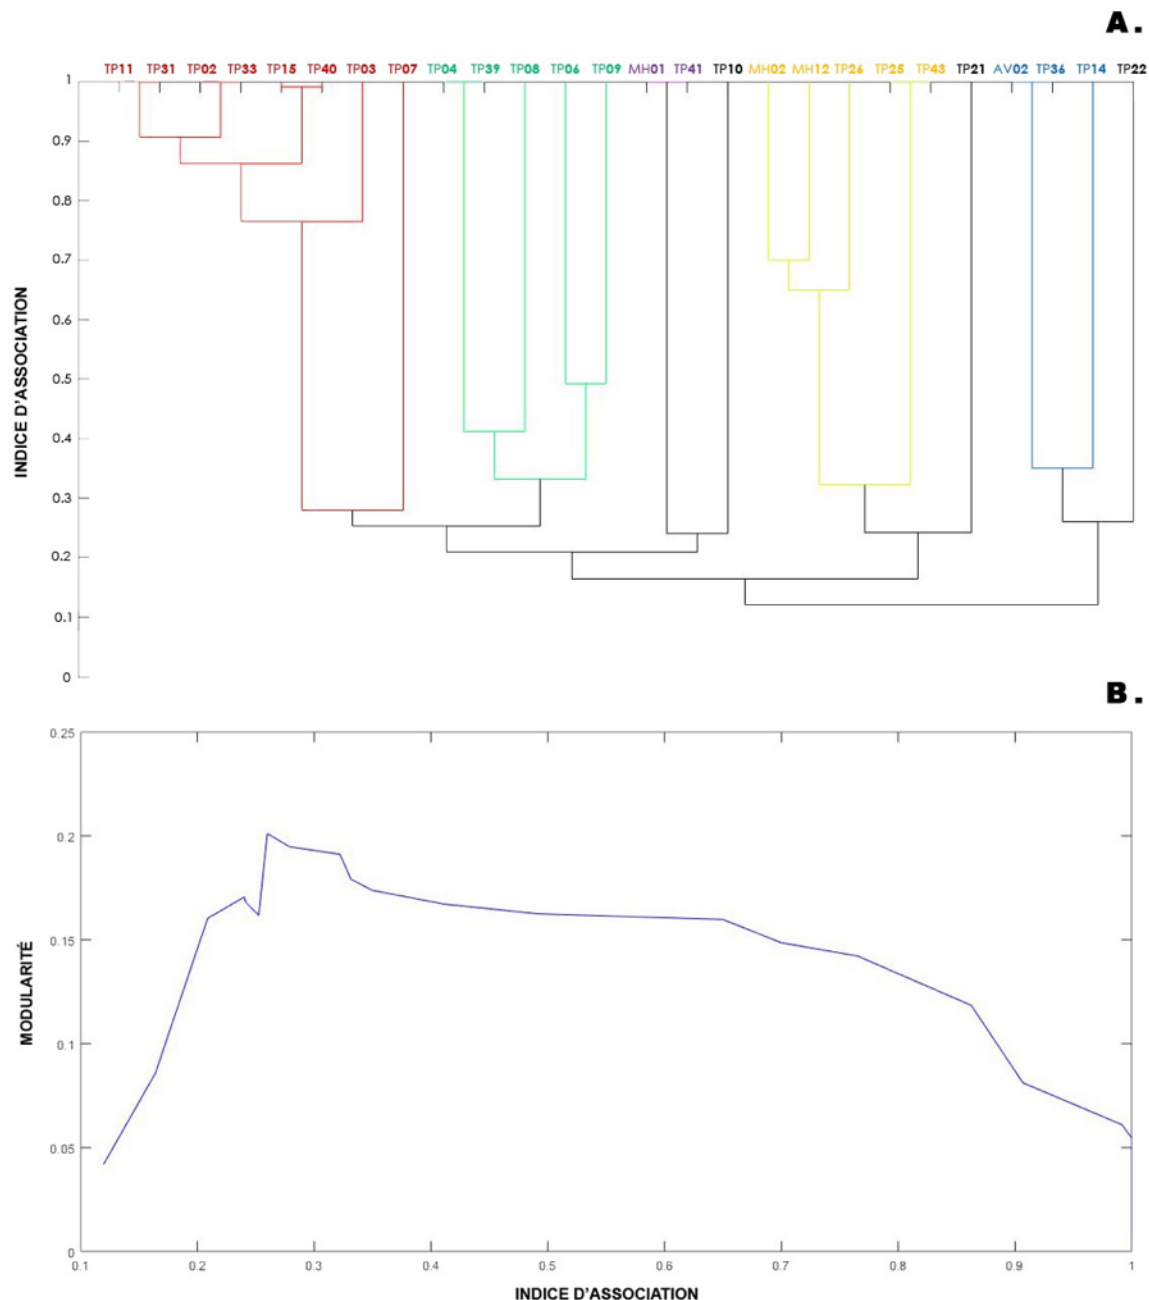 A.
TP11 TP31 TP02 TP33 TP15 TP40 TP03 TP07 TP04 TP39 TP08 TP06 TP09 MH01 TP41 TP10 MH02 MH12 TP26 TP25 TP43 TP21 AV02 TP36 TP14 TP22
1
0.9
0.8
0.7
0.6
0.5
0.4
0.3
0.2
0.1
0
INDICE D'ASSOCIATION
B.
0.25
0.2
0.15
0.1
0.05
0
MODULARITÉ
0.1 0.2 0.3 0.4 0.5 0.6 0.7 0.8 0.9 1
INDICE D'ASSOCIATION